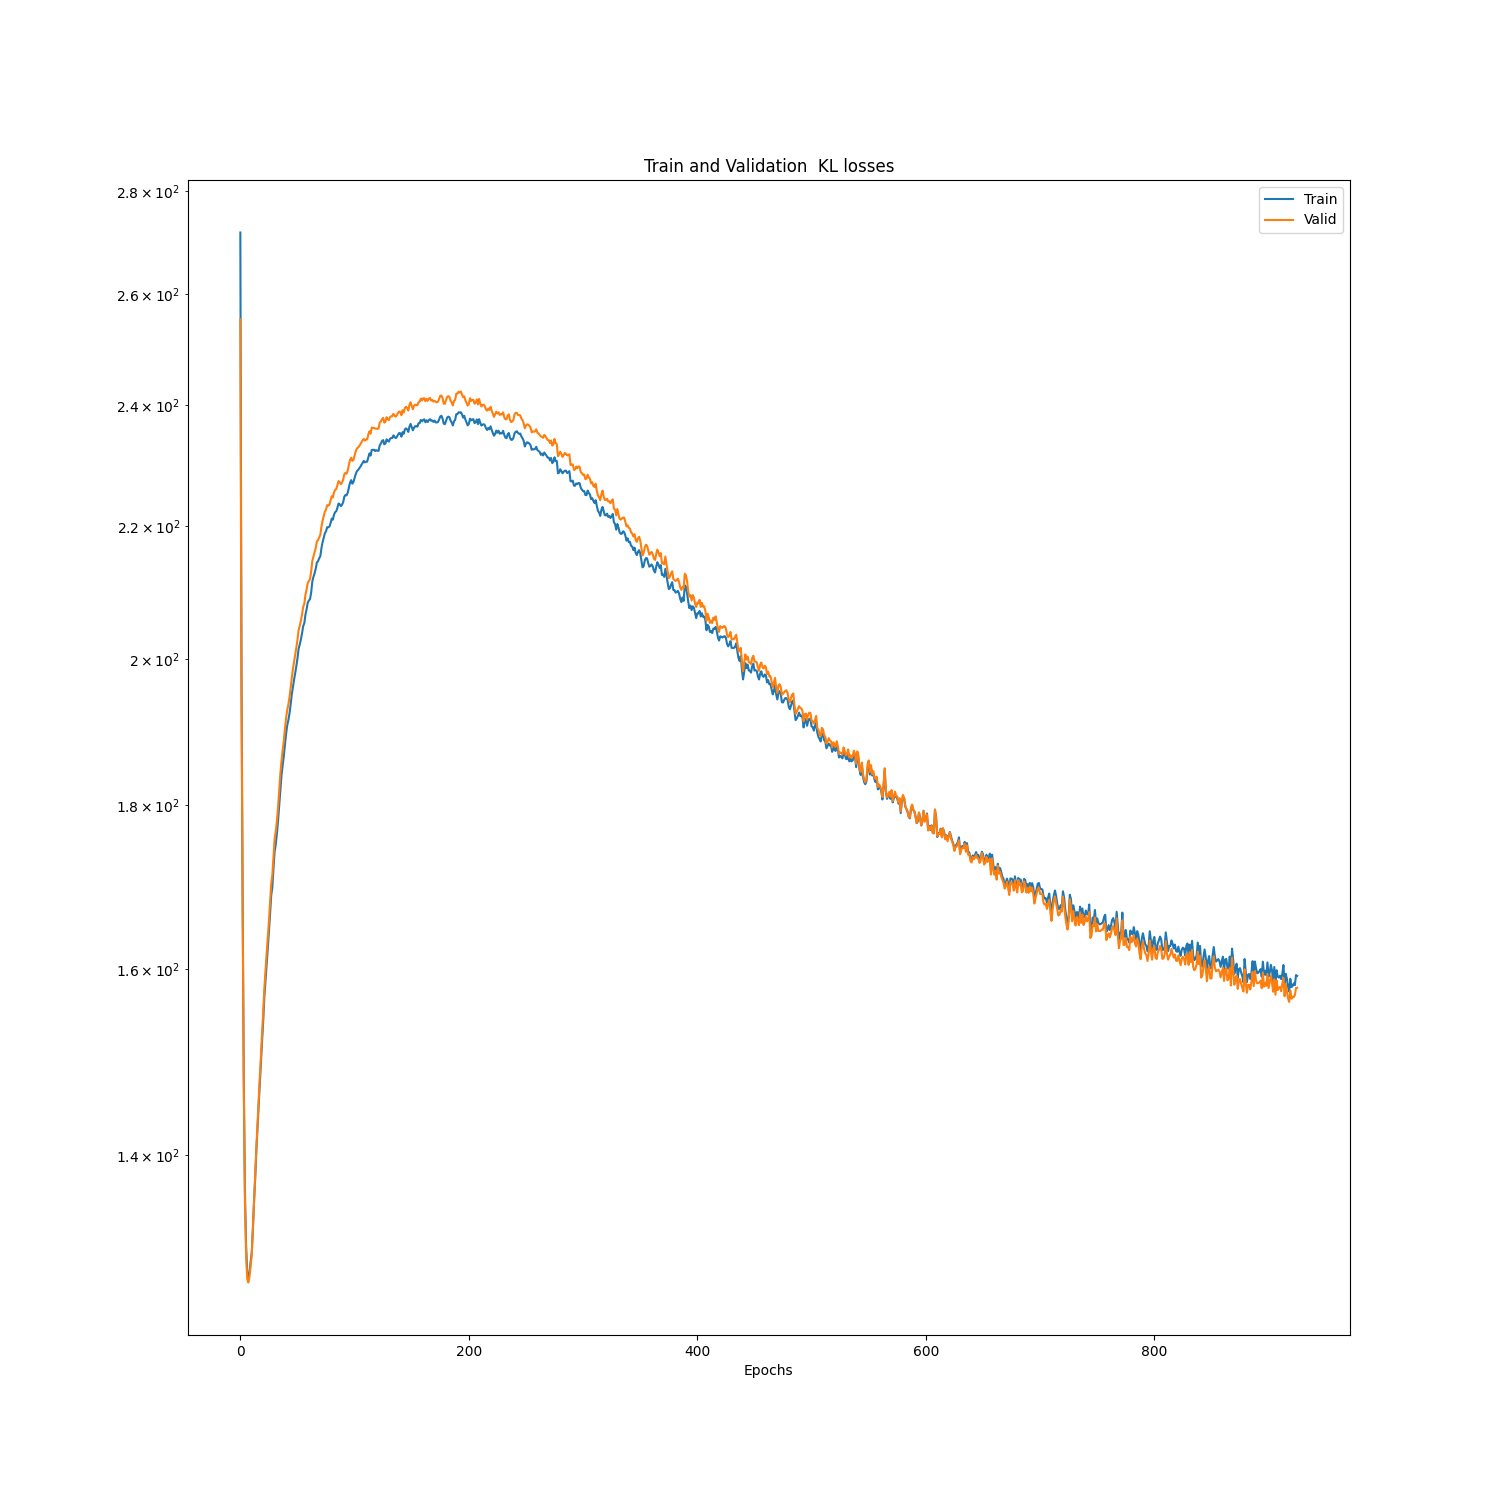 Train and Validation  KL losses
Train
Valid
2.8 × 10²
2.6 × 10²
2.4 × 10²
2.2 × 10²
2 × 10²
1.8 × 10²
1.6 × 10²
1.4 × 10²
0 200 400 600 800
Epochs